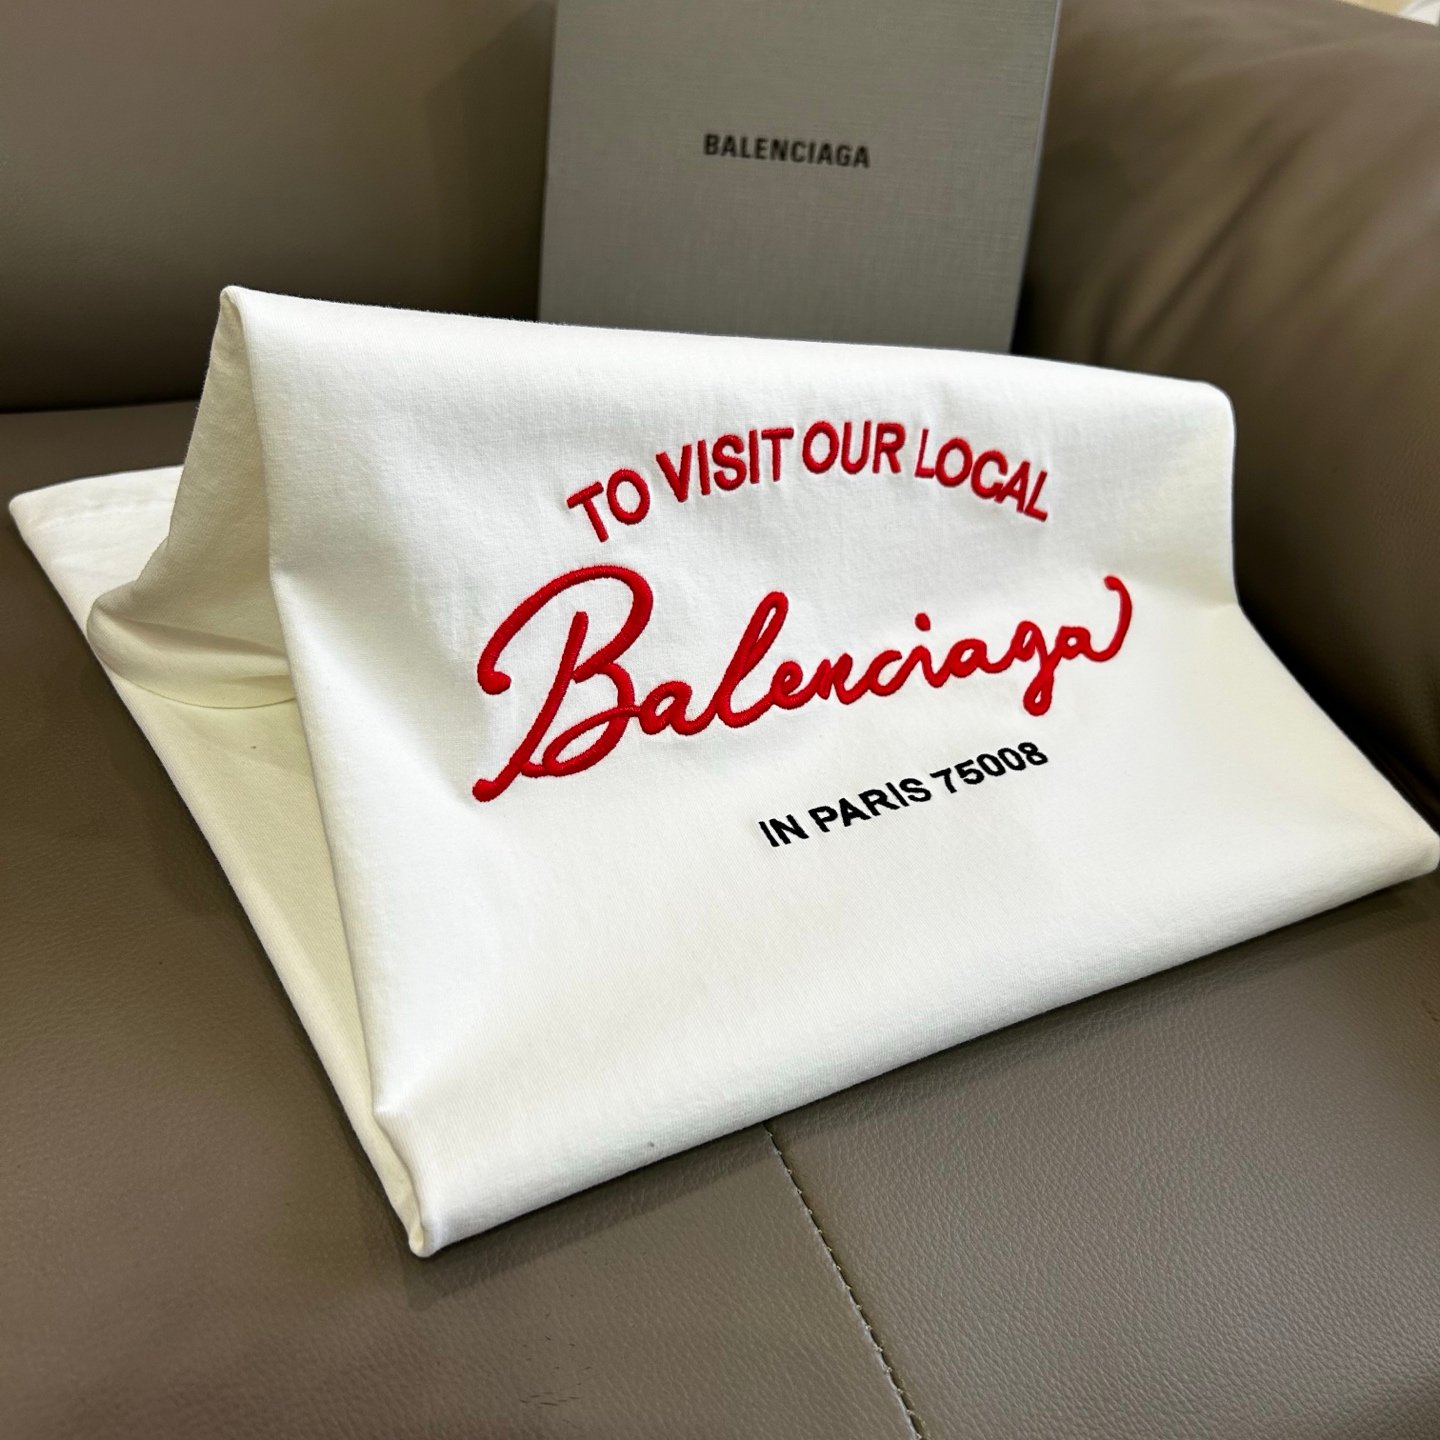 BALENCIAGA
TO VISIT OUR LOCAL
Balenciaga
IN PARIS 75008